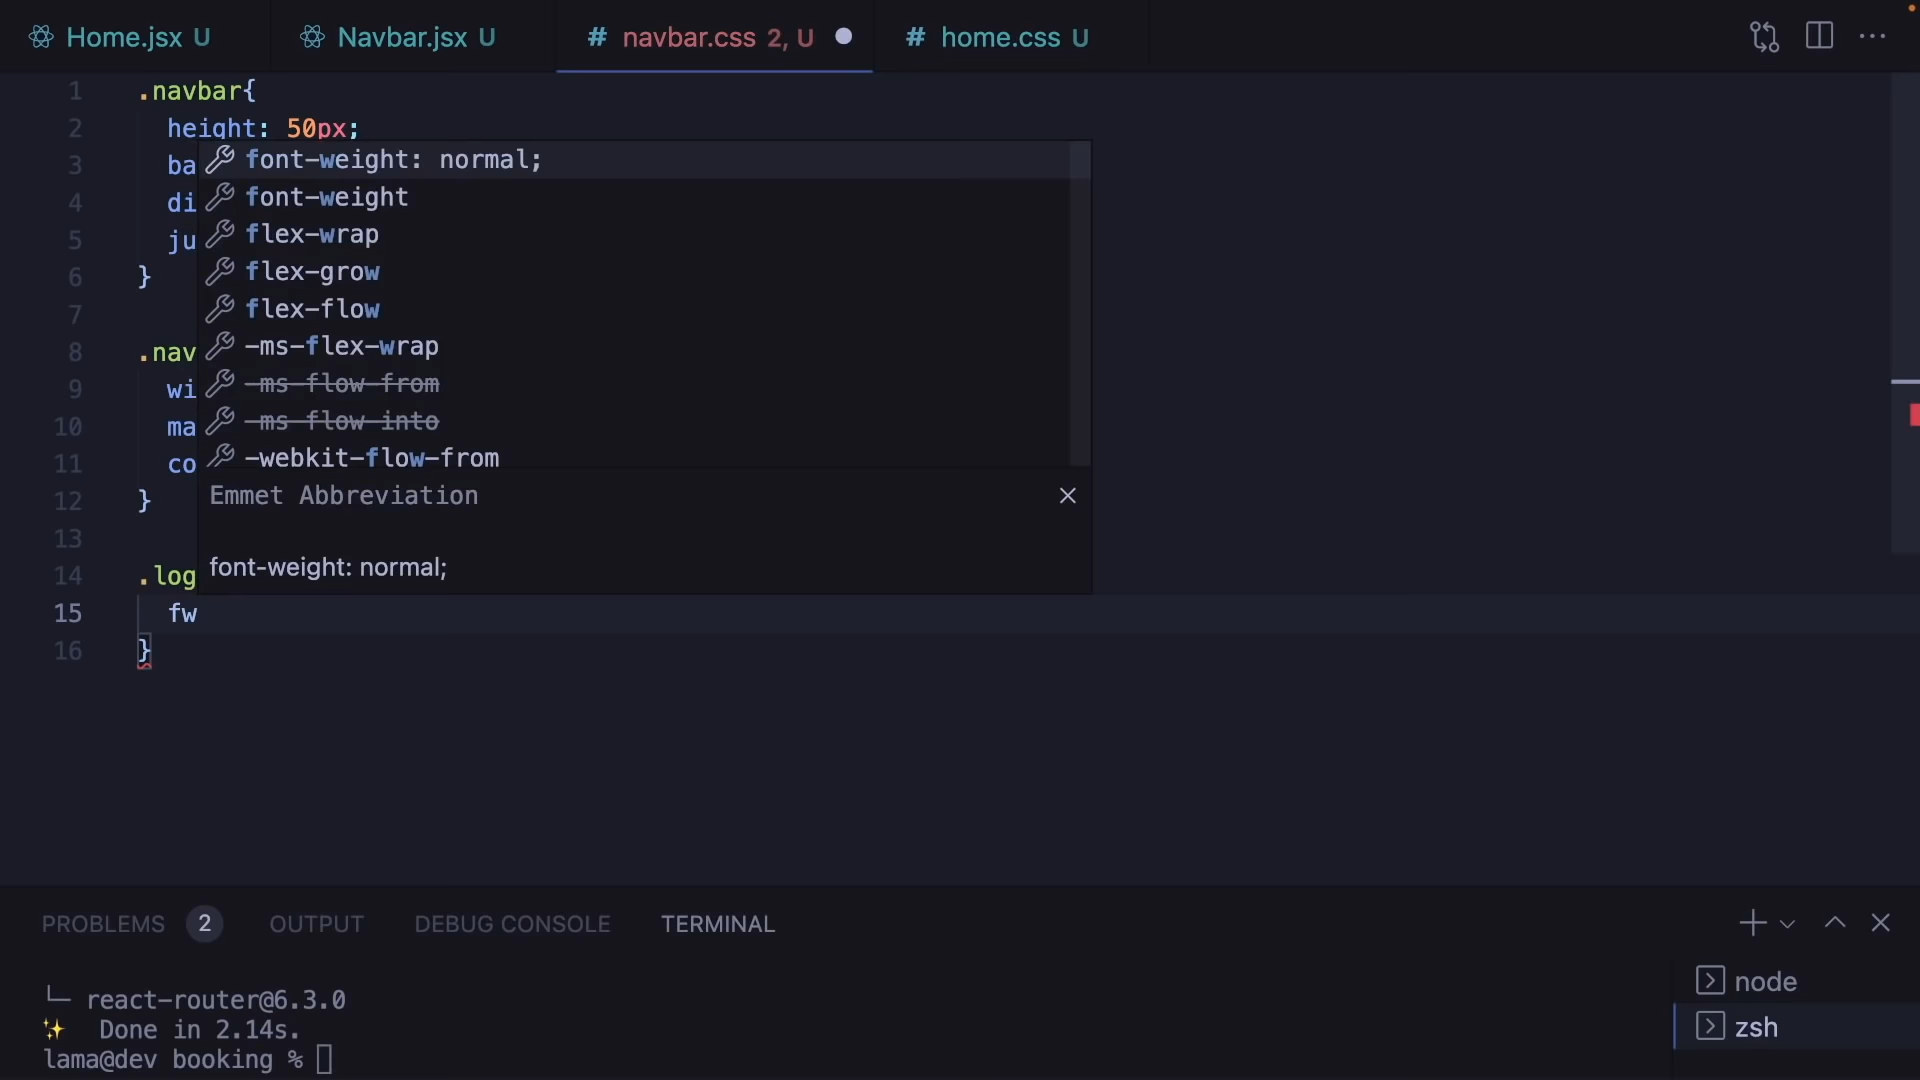 Home.jsx U
Navbar.jsx U
# navbar.css 2, U
# home.css U
1 .navbar{
2 height: 50px;
3 ba
4 di
5 ju
6 }
7
8 .nav
9 wi
10 ma
11 co
12 }
13
14 .log
15 fw
16 }
font-weight: normal;
font-weight
flex-wrap
flex-grow
flex-flow
-ms-flex-wrap
-ms-flow-from
-ms-flow-into
-webkit-flow-from
Emmet Abbreviation
font-weight: normal;
PROBLEMS 2 OUTPUT DEBUG CONSOLE TERMINAL
└─ react-router@6.3.0
✨ Done in 2.14s.
lama@dev booking %
node
zsh